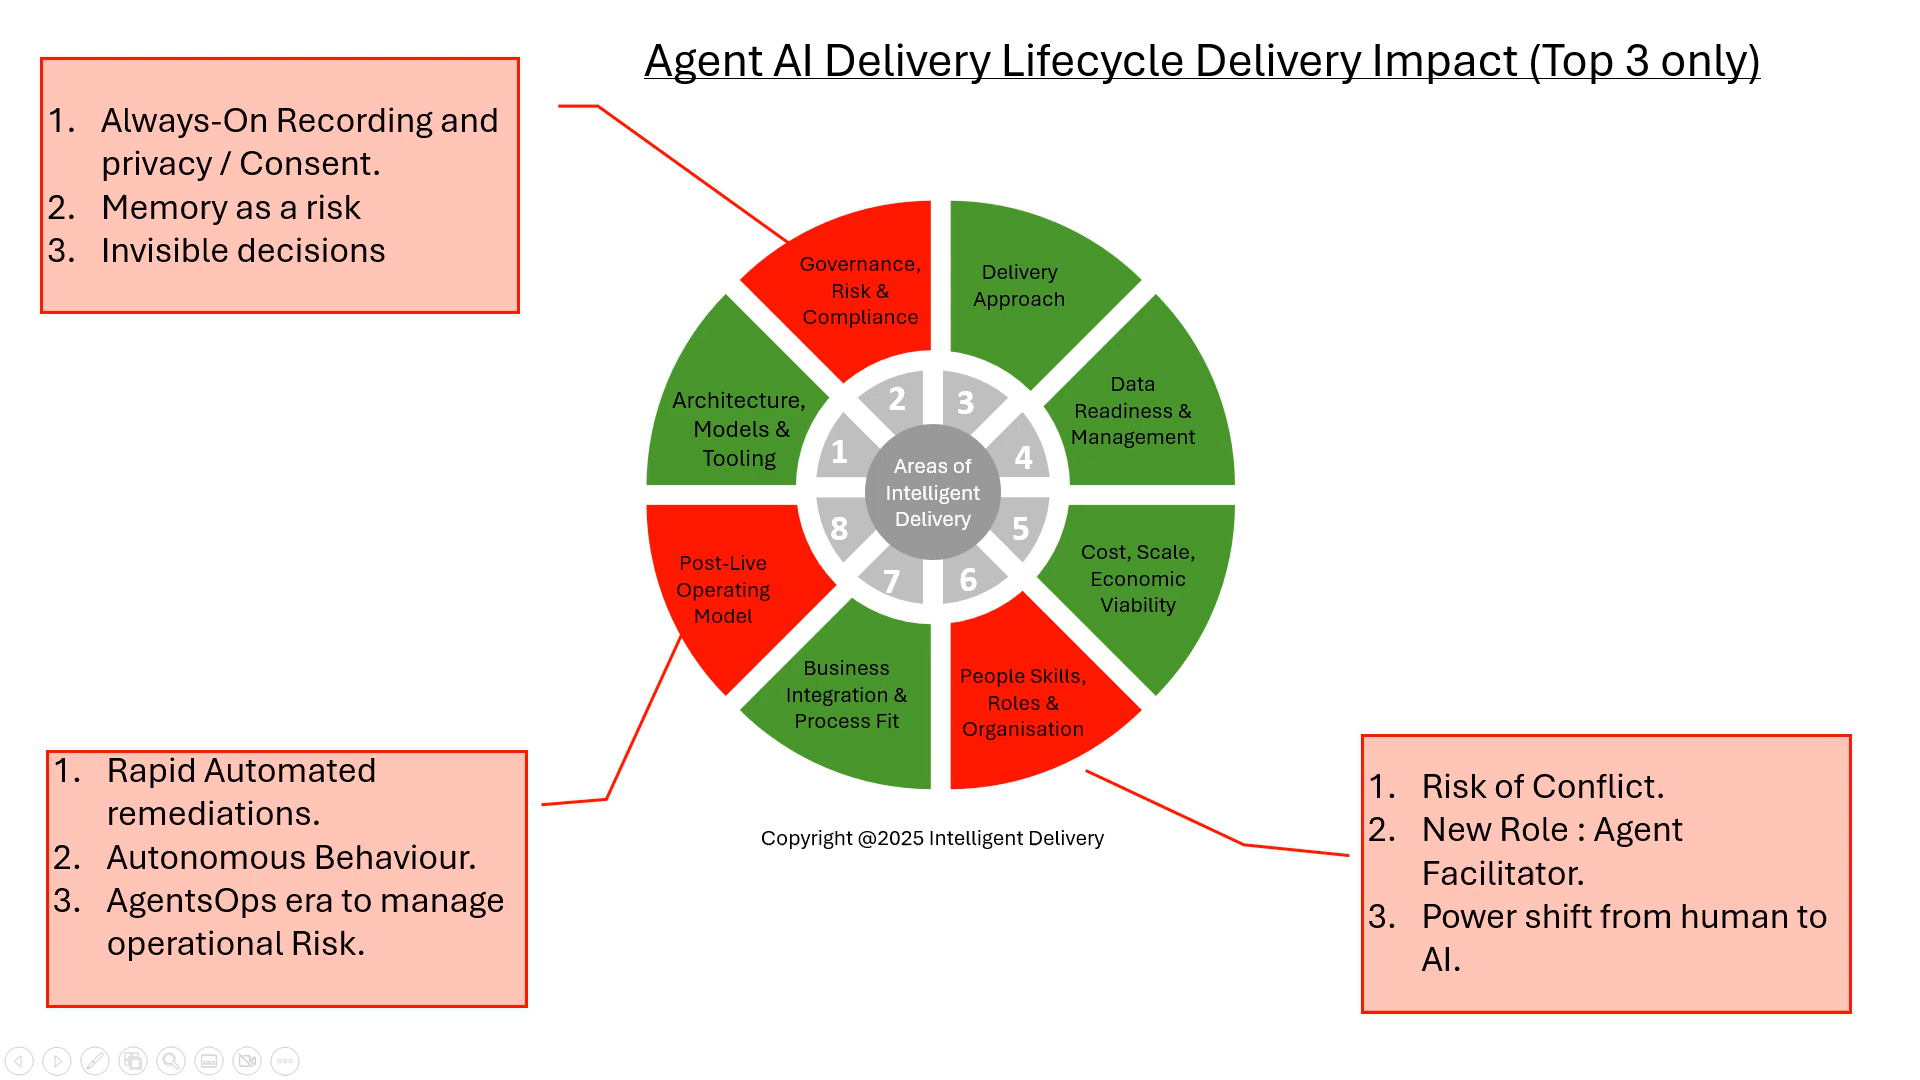 Agent AI Delivery Lifecycle Delivery Impact (Top 3 only)
1. Always-On Recording and
privacy / Consent.
2. Memory as a risk
3. Invisible decisions
Governance,
Risk &
Compliance
Delivery
Approach
Architecture,
Models &
Tooling
Data
Readiness &
Management
2
3
1
4
Areas of
Intelligent
Delivery
8
5
7
6
Post-Live
Operating
Model
Cost, Scale,
Economic
Viability
Business
Integration &
Process Fit
People Skills,
Roles &
Organisation
1. Rapid Automated
remediations.
2. Autonomous Behaviour.
3. AgentsOps era to manage
operational Risk.
1. Risk of Conflict.
2. New Role : Agent
Facilitator.
3. Power shift from human to
AI.
Copyright @2025 Intelligent Delivery